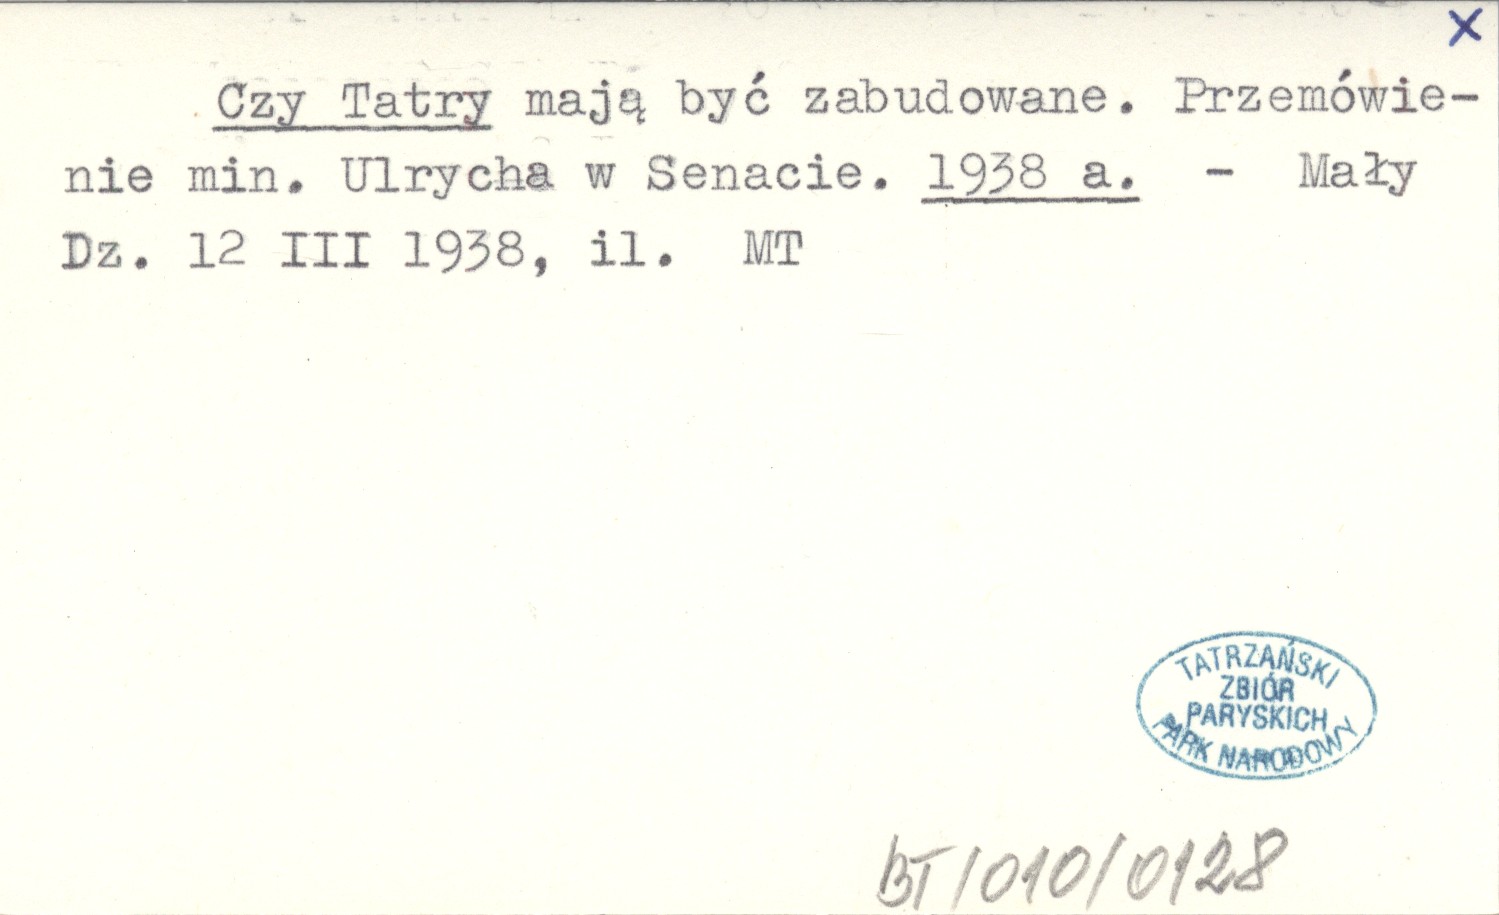 X
Czy Tatry mają być zabudowane. Przemówie-
nie min. Ulrycha w Senacie. 1938 a. - Mały
Dz. 12 III 1938, il. MT
TATRZAŃSKI
ZBIÓR
PARYSKICH
PARK NARODOWY
BT/010/0128